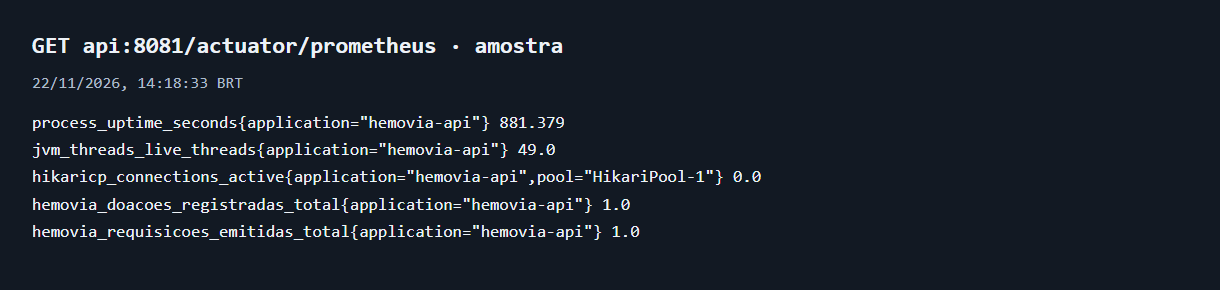 GET api:8081/actuator/prometheus · amostra
22/11/2026, 14:18:33 BRT
process_uptime_seconds{application="hemovia-api"} 881.379
jvm_threads_live_threads{application="hemovia-api"} 49.0
hikaricp_connections_active{application="hemovia-api",pool="HikariPool-1"} 0.0
hemovia_doacoes_registradas_total{application="hemovia-api"} 1.0
hemovia_requisicoes_emitidas_total{application="hemovia-api"} 1.0